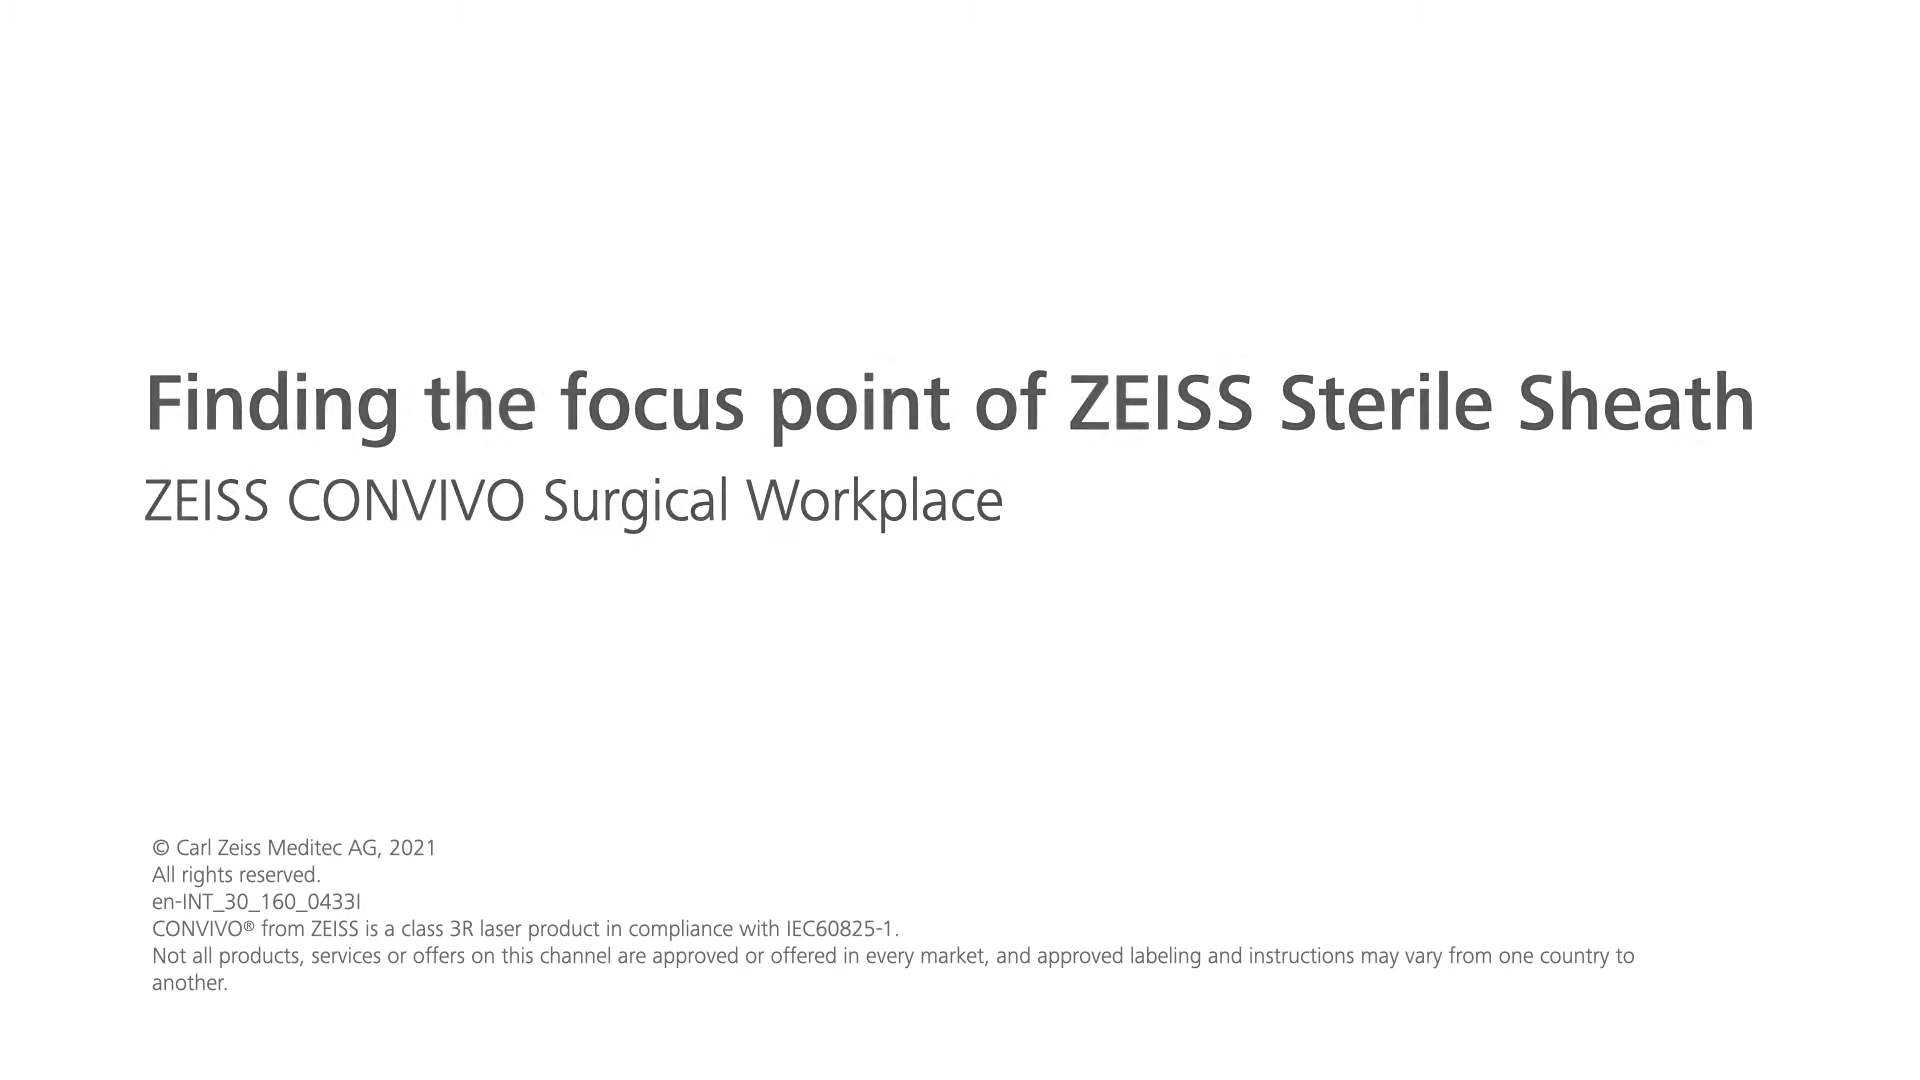 Finding the focus point of ZEISS Sterile Sheath
ZEISS CONVIVO Surgical Workplace
© Carl Zeiss Meditec AG, 2021
All rights reserved.
en-INT_30_160_0433I
CONVIVO® from ZEISS is a class 3R laser product in compliance with IEC60825-1.
Not all products, services or offers on this channel are approved or offered in every market, and approved labeling and instructions may vary from one country to
another.